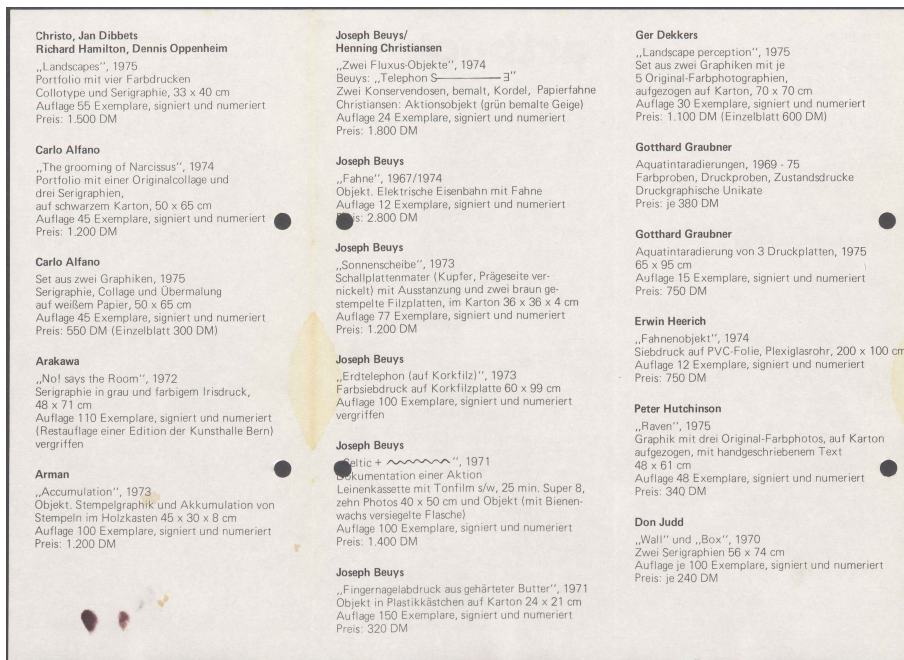 Christo, Jan Dibbets
Richard Hamilton, Dennis Oppenheim
„Landscapes", 1975
Portfolio mit vier Farbdrucken
Collotype und Serigraphie, 33 x 40 cm
Auflage 55 Exemplare, signiert und numeriert
Preis: 1.500 DM
Carlo Alfano
„The grooming of Narcissus", 1974
Portfolio mit einer Originalcollage und
drei Serigraphien,
auf schwarzem Karton, 50 x 65 cm
Auflage 45 Exemplare, signiert und numeriert
Preis: 1.200 DM
Carlo Alfano
Set aus zwei Graphiken, 1975
Serigraphie, Collage und Übermalung
auf weißem Papier, 50 x 65 cm
Auflage 45 Exemplare, signiert und numeriert
Preis: 550 DM (Einzelblatt 300 DM)
Arakawa
„No! says the Room", 1972
Serigraphie in grau und farbigem Irisdruck,
48 x 71 cm
Auflage 110 Exemplare, signiert und numeriert
(Restauflage einer Edition der Kunsthalle Bern)
vergriffen
Arman
„Accumulation", 1973
Objekt. Stempelgraphik und Akkumulation von
Stempeln im Holzkasten 45 x 30 x 8 cm
Auflage 100 Exemplare, signiert und numeriert
Preis: 1.200 DM
Joseph Beuys/
Henning Christiansen
„Zwei Fluxus-Objekte", 1974
Beuys: „Telephon S———Ǝ"
Zwei Konservendosen, bemalt, Kordel, Papierfahne
Christiansen: Aktionsobjekt (grün bemalte Geige)
Auflage 24 Exemplare, signiert und numeriert
Preis: 1.800 DM
Joseph Beuys
„Fahne", 1967/1974
Objekt. Elektrische Eisenbahn mit Fahne
Auflage 12 Exemplare, signiert und numeriert
Preis: 2.800 DM
Joseph Beuys
„Sonnenscheibe", 1973
Schallplattenmater (Kupfer, Prägeseite ver-
nickelt) mit Ausstanzung und zwei braun ge-
stempelte Filzplatten, im Karton 36 x 36 x 4 cm
Auflage 77 Exemplare, signiert und numeriert
Preis: 1.200 DM
Joseph Beuys
„Erdtelephon (auf Korkfilz)", 1973
Farbsiebdruck auf Korkfilzplatte 60 x 99 cm
Auflage 100 Exemplare, signiert und numeriert
vergriffen
Joseph Beuys
„Celtic + ~~~~", 1971
Dokumentation einer Aktion
Leinenkassette mit Tonfilm s/w, 25 min. Super 8,
zehn Photos 40 x 50 cm und Objekt (mit Bienen-
wachs versiegelte Flasche)
Auflage 100 Exemplare, signiert und numeriert
Preis: 1.400 DM
Joseph Beuys
„Fingernagelabdruck aus gehärteter Butter", 1971
Objekt in Plastikkästchen auf Karton 24 x 21 cm
Auflage 150 Exemplare, signiert und numeriert
Preis: 320 DM
Ger Dekkers
„Landscape perception", 1975
Set aus zwei Graphiken mit je
5 Original-Farbphotographien,
aufgezogen auf Karton, 70 x 70 cm
Auflage 30 Exemplare, signiert und numeriert
Preis: 1.100 DM (Einzelblatt 600 DM)
Gotthard Graubner
Aquatintaradierungen, 1969 - 75
Farbproben, Druckproben, Zustandsdrucke
Druckgraphische Unikate
Preis: je 380 DM
Gotthard Graubner
Aquatintaradierung von 3 Druckplatten, 1975
65 x 95 cm
Auflage 15 Exemplare, signiert und numeriert
Preis: 750 DM
Erwin Heerich
„Fahnenobjekt", 1974
Siebdruck auf PVC-Folie, Plexiglasrohr, 200 x 100 cm
Auflage 12 Exemplare, signiert und numeriert
Preis: 750 DM
Peter Hutchinson
„Raven", 1975
Graphik mit drei Original-Farbphotos, auf Karton
aufgezogen, mit handgeschriebenem Text
48 x 61 cm
Auflage 48 Exemplare, signiert und numeriert
Preis: 340 DM
Don Judd
„Wall" und „Box", 1970
Zwei Serigraphien 56 x 74 cm
Auflage je 100 Exemplare, signiert und numeriert
Preis: je 240 DM